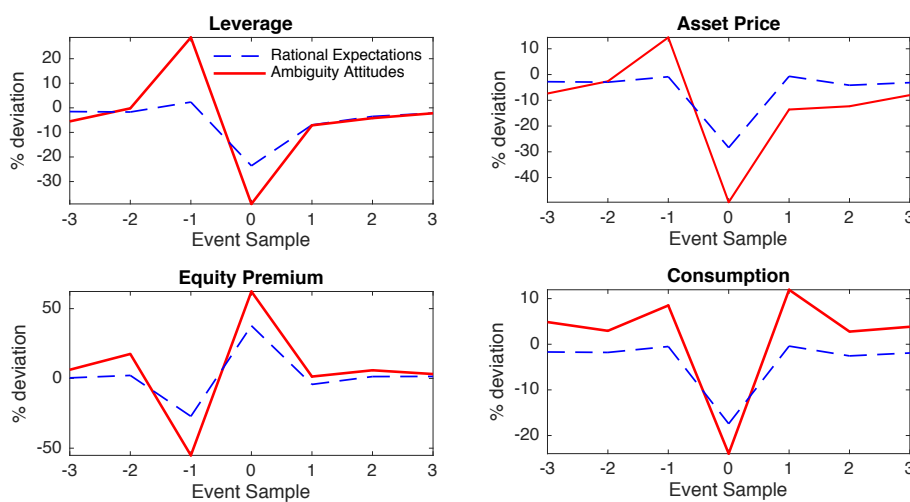 Leverage
% deviation
20
10
0
-10
-20
-30
Rational Expectations
Ambiguity Attitudes
-3 -2 -1 0 1 2 3
Event Sample
Asset Price
% deviation
10
0
-10
-20
-30
-40
-3 -2 -1 0 1 2 3
Event Sample
Equity Premium
% deviation
50
0
-50
-3 -2 -1 0 1 2 3
Event Sample
Consumption
% deviation
10
0
-10
-20
-3 -2 -1 0 1 2 3
Event Sample